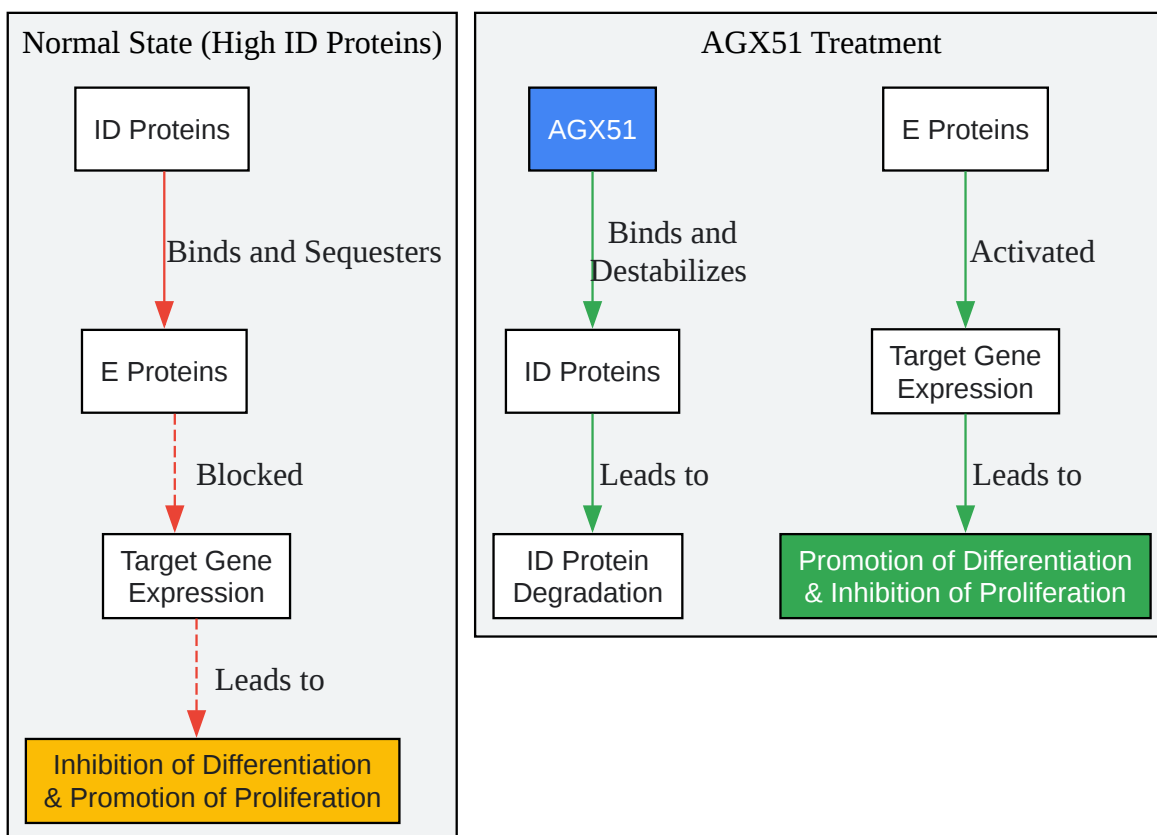 Normal State (High ID Proteins)
ID Proteins
Binds and Sequesters
E Proteins
Blocked
Target Gene
Expression
Leads to
Inhibition of Differentiation
& Promotion of Proliferation
AGX51 Treatment
AGX51
Binds and
Destabilizes
ID Proteins
Leads to
ID Protein
Degradation
E Proteins
Activated
Target Gene
Expression
Leads to
Promotion of Differentiation
& Inhibition of Proliferation